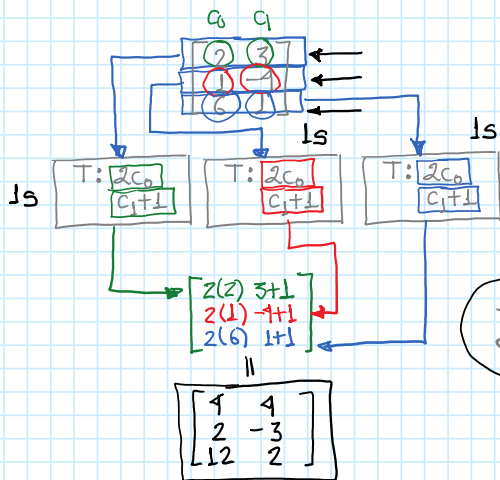 C₀ C₁
2 3
1 -4
6 1
1s 1s
T: 2C₀ T: 2C₀ T: 2C₀
1s C₁+1 C₁+1 C₁+1
2(2) 3+1
2(1) -4+1
2(6) 1+1
=
4 4
2 -3
12 2